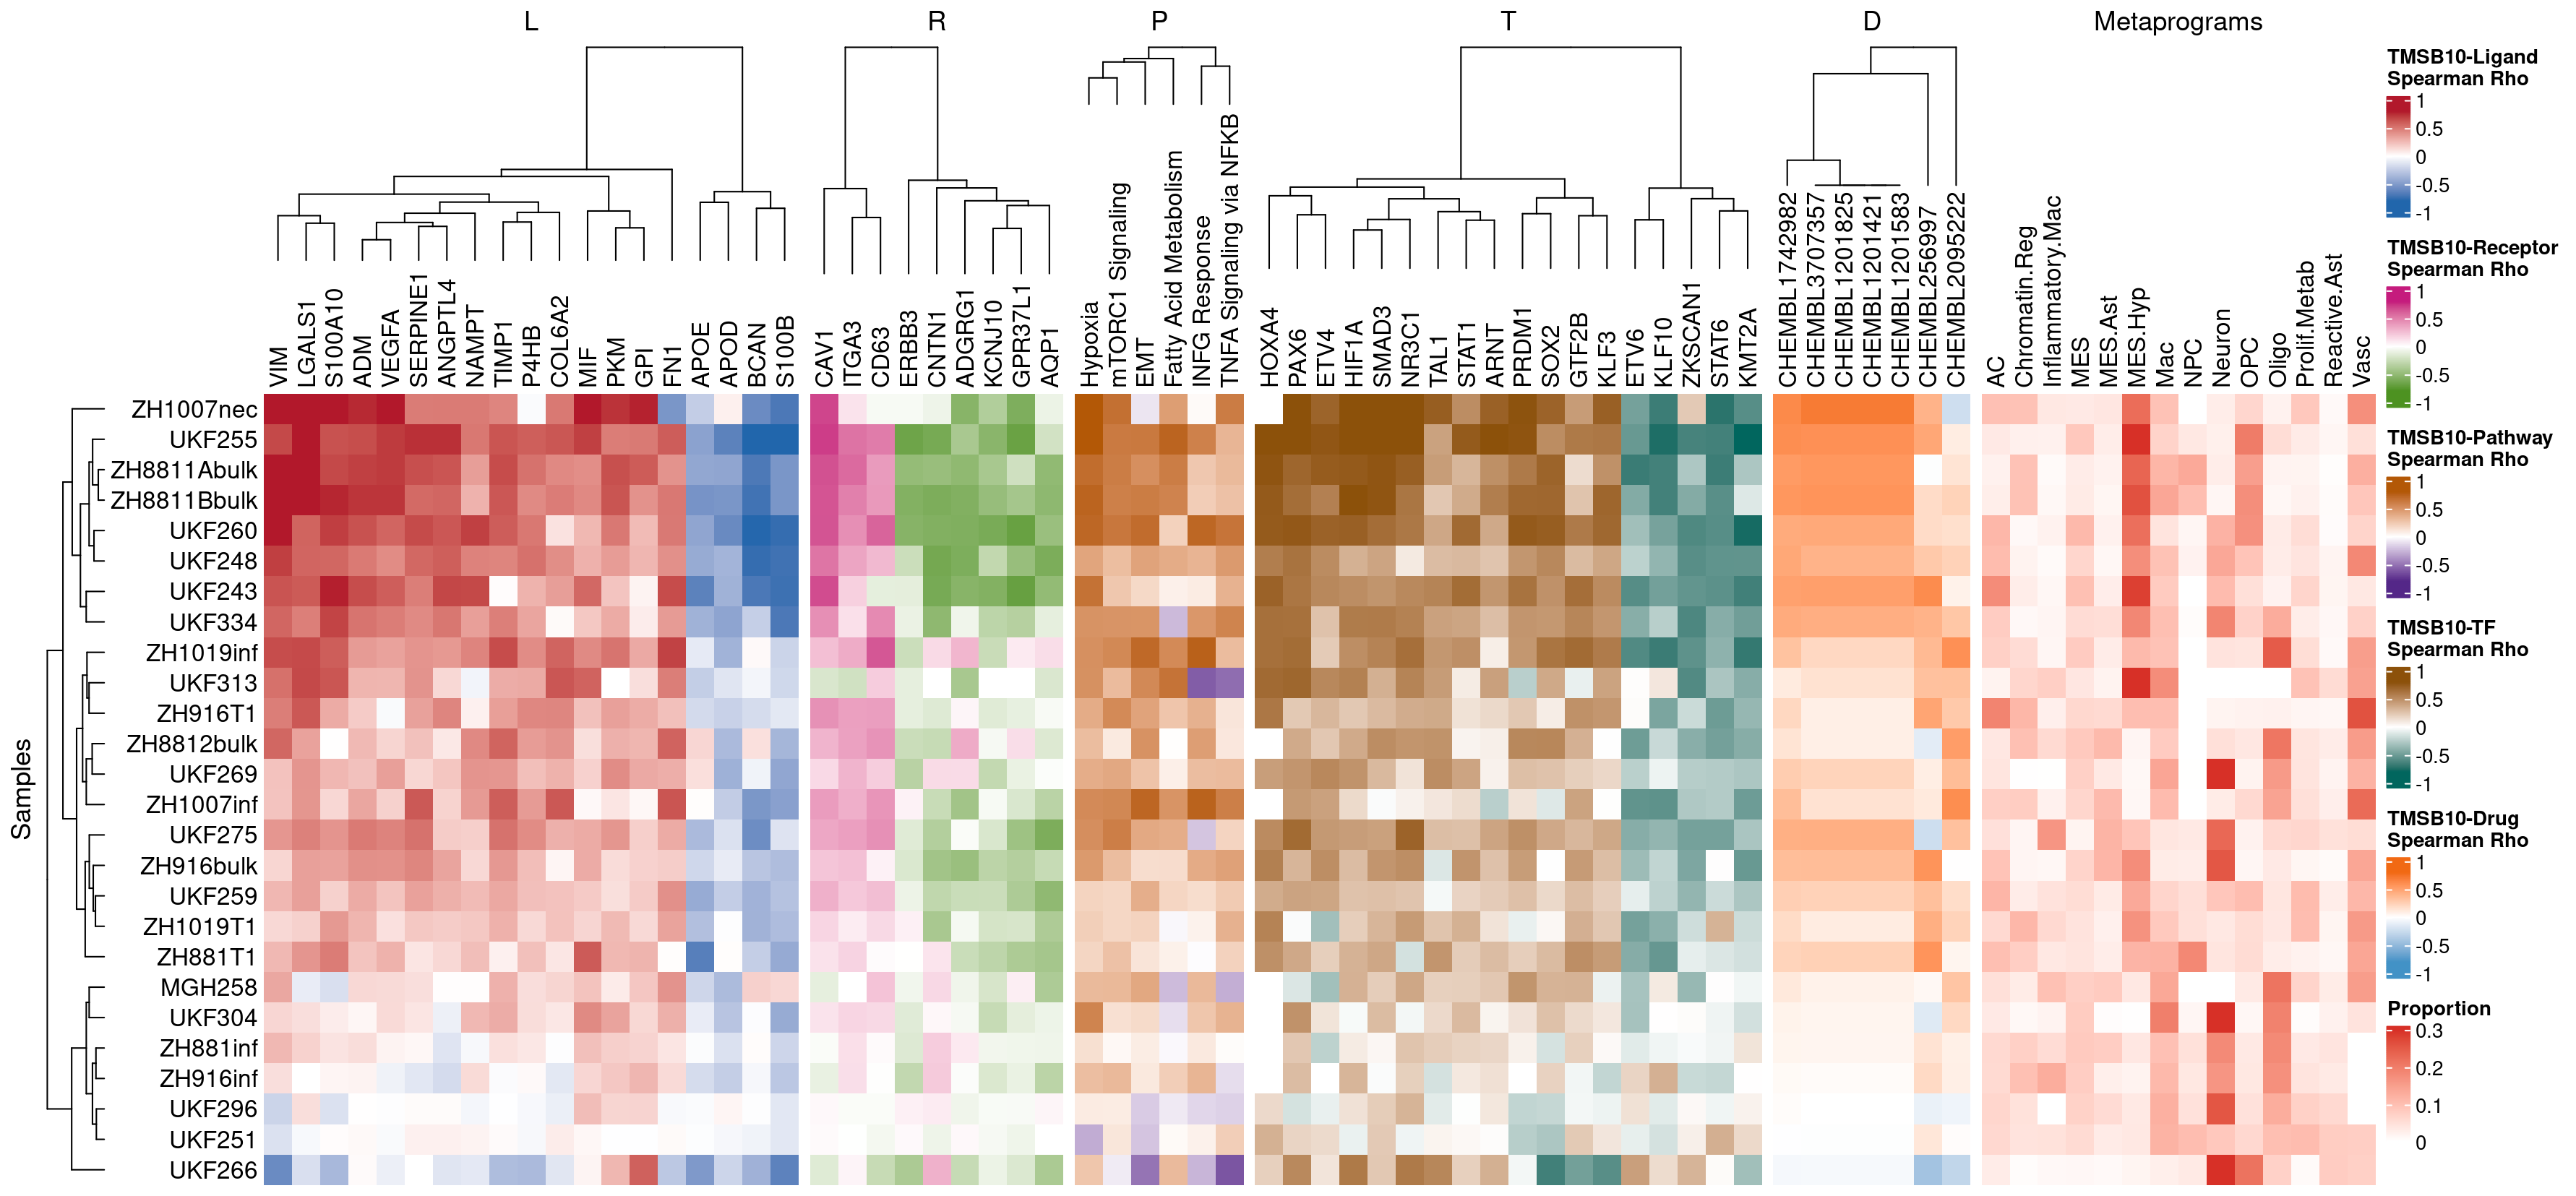 L
R
P
T
D
Metaprograms
VIM
LGALS1
S100A10
ADM
VEGFA
SERPINE1
ANGPTL4
NAMPT
TIMP1
P4HB
COL6A2
MIF
PKM
GPI
FN1
APOE
APOD
BCAN
S100B
CAV1
ITGA3
CD63
ERBB3
CNTN1
ADGRG1
KCNJ10
GPR37L1
AQP1
Hypoxia
mTORC1 Signaling
EMT
Fatty Acid Metabolism
INFG Response
TNFA Signaling via NFKB
HOXA4
PAX6
ETV4
HIF1A
SMAD3
NR3C1
TAL1
STAT1
ARNT
PRDM1
SOX2
GTF2B
KLF3
ETV6
KLF10
ZKSCAN1
STAT6
KMT2A
CHEMBL1742982
CHEMBL3707357
CHEMBL1201825
CHEMBL1201421
CHEMBL1201583
CHEMBL256997
CHEMBL2095222
AC
Chromatin.Reg
Inflammatory.Mac
MES
MES.Ast
MES.Hyp
Mac
NPC
Neuron
OPC
Oligo
Prolif.Metab
Reactive.Ast
Vasc
Samples
ZH1007nec
UKF255
ZH8811Abulk
ZH8811Bbulk
UKF260
UKF248
UKF243
UKF334
ZH1019inf
UKF313
ZH916T1
ZH8812bulk
UKF269
ZH1007inf
UKF275
ZH916bulk
UKF259
ZH1019T1
ZH881T1
MGH258
UKF304
ZH881inf
ZH916inf
UKF296
UKF251
UKF266
TMSB10-Ligand
Spearman Rho
1
0.5
0
-0.5
-1
TMSB10-Receptor
Spearman Rho
1
0.5
0
-0.5
-1
TMSB10-Pathway
Spearman Rho
1
0.5
0
-0.5
-1
TMSB10-TF
Spearman Rho
1
0.5
0
-0.5
-1
TMSB10-Drug
Spearman Rho
1
0.5
0
-0.5
-1
Proportion
0.3
0.2
0.1
0